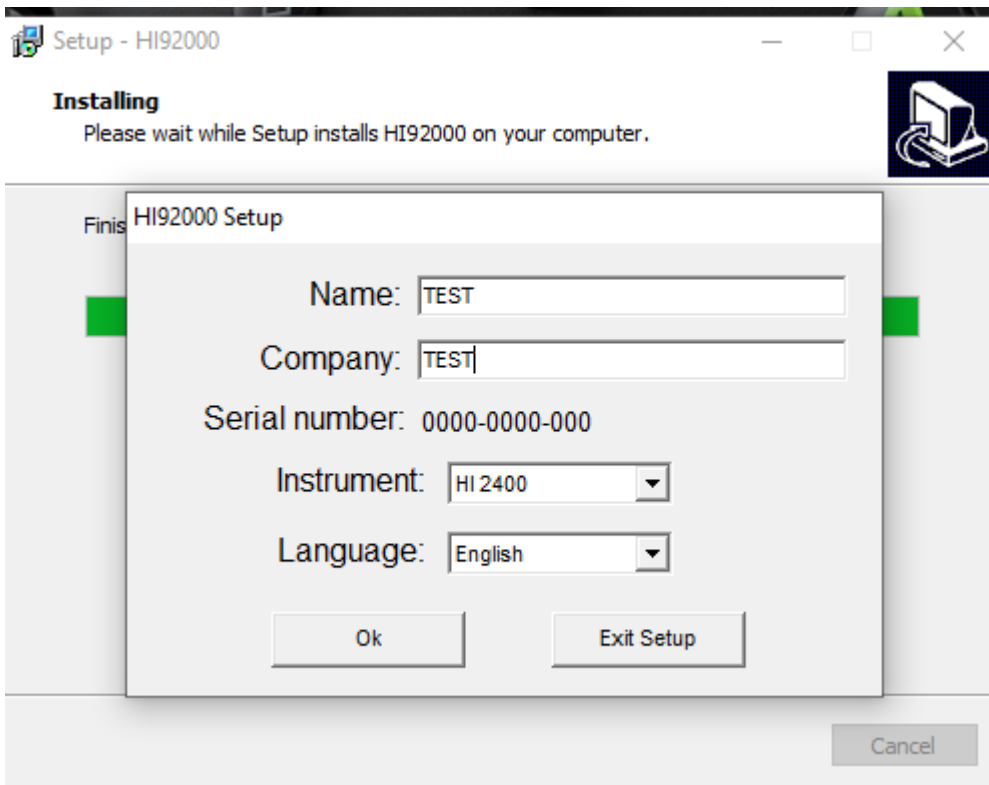 Setup - HI92000
Installing
Please wait while Setup installs HI92000 on your computer.
Finis
HI92000 Setup
Name: TEST
Company: TEST
Serial number: 0000-0000-000
Instrument: HI 2400
Language: English
Ok Exit Setup
Cancel